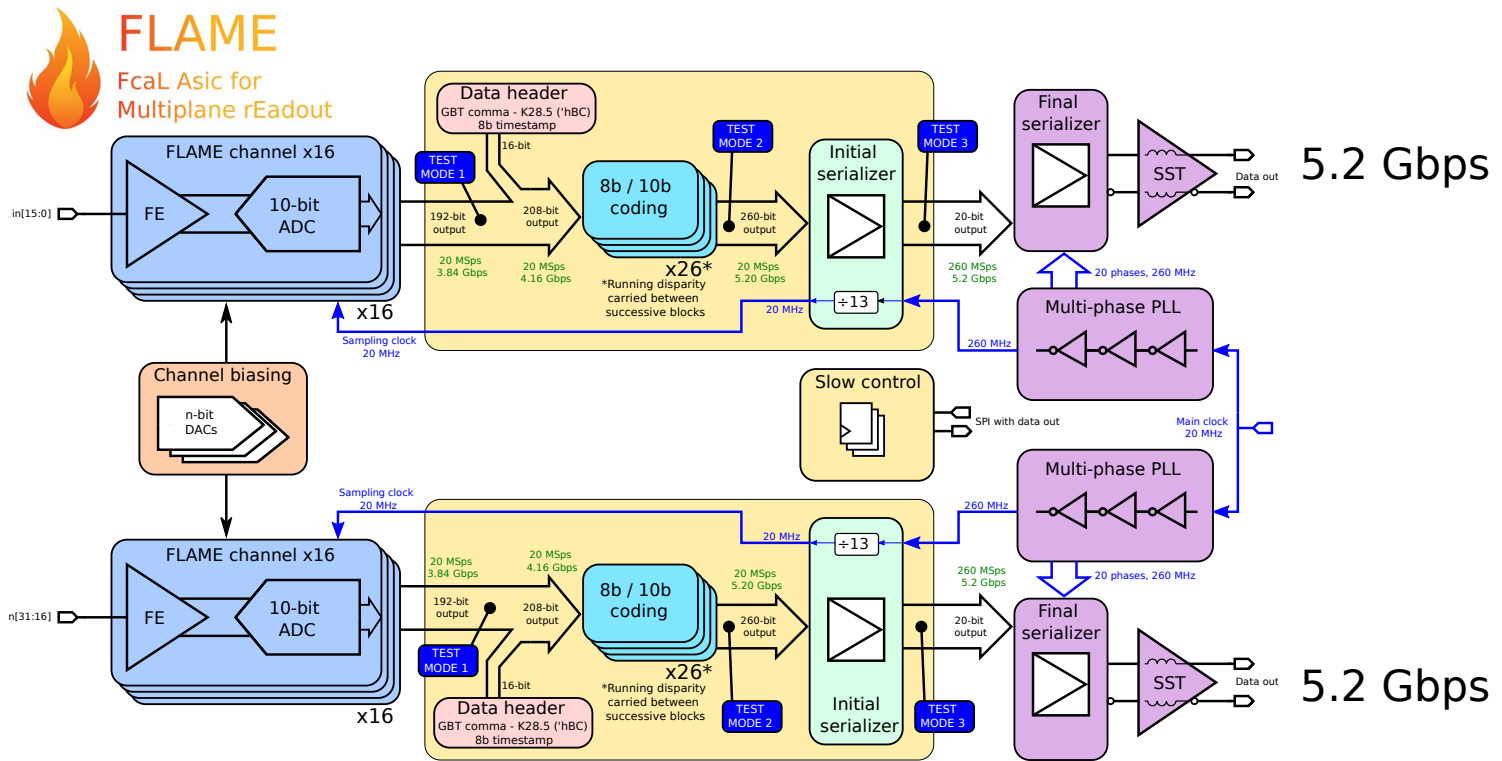 FLAME
FcaL Asic for
Multiplane rEadout
FLAME channel x16
FE
10-bit
ADC
x16
in[15:0]
Data header
GBT comma - K28.5 ('hBC)
8b timestamp
16-bit
TEST
MODE 1
192-bit
output
208-bit
output
20 MSps
3.84 Gbps
20 MSps
4.16 Gbps
8b / 10b
coding
x26*
*Running disparity
carried between
successive blocks
TEST
MODE 2
260-bit
output
20 MSps
5.20 Gbps
Initial
serializer
÷13
20 MHz
TEST
MODE 3
20-bit
output
260 MSps
5.2 Gbps
Final
serializer
SST
Data out
5.2 Gbps
20 phases, 260 MHz
Multi-phase PLL
260 MHz
Sampling clock
20 MHz
Channel biasing
n-bit
DACs
Slow control
SPI with data out
Main clock
20 MHz
Multi-phase PLL
260 MHz
20 phases, 260 MHz
Sampling clock
20 MHz
FLAME channel x16
FE
10-bit
ADC
x16
n[31:16]
20 MSps
3.84 Gbps
20 MSps
4.16 Gbps
192-bit
output
208-bit
output
TEST
MODE 1
16-bit
Data header
GBT comma - K28.5 ('hBC)
8b timestamp
8b / 10b
coding
x26*
*Running disparity
carried between
successive blocks
20 MSps
5.20 Gbps
260-bit
output
TEST
MODE 2
20 MHz
÷13
Initial
serializer
260 MSps
5.2 Gbps
20-bit
output
TEST
MODE 3
Final
serializer
SST
Data out
5.2 Gbps